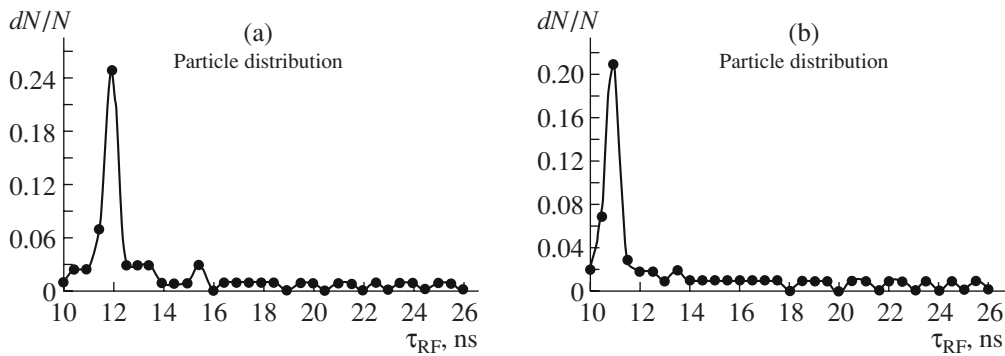 dN/N
(a)
Particle distribution
0.24
0.18
0.12
0.06
0
10 12 14 16 18 20 22 24 26
τRF, ns
dN/N
(b)
Particle distribution
0.20
0.16
0.12
0.08
0.04
0
10 12 14 16 18 20 22 24 26
τRF, ns